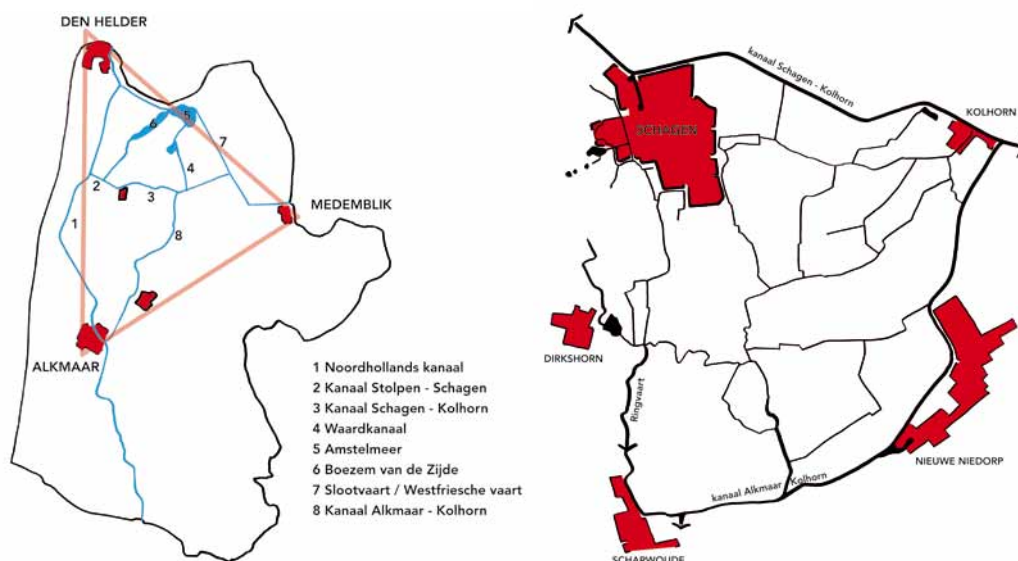 DEN HELDER
5
6
7
4
2
3
MEDEMBLIK
1
8
ALKMAAR
1 Noordhollands kanaal
2 Kanaal Stolpen - Schagen
3 Kanaal Schagen - Kolhorn
4 Waardkanaal
5 Amstelmeer
6 Boezem van de Zijde
7 Slootvaart / Westfriesche vaart
8 Kanaal Alkmaar - Kolhorn
kanaal Schagen - Kolhorn
KOLHORN
SCHAGEN
DIRKSHORN
Ringvaart
NIEUWE NIEDORP
kanaal Alkmaar Kolhorn
SCHARWOUDE